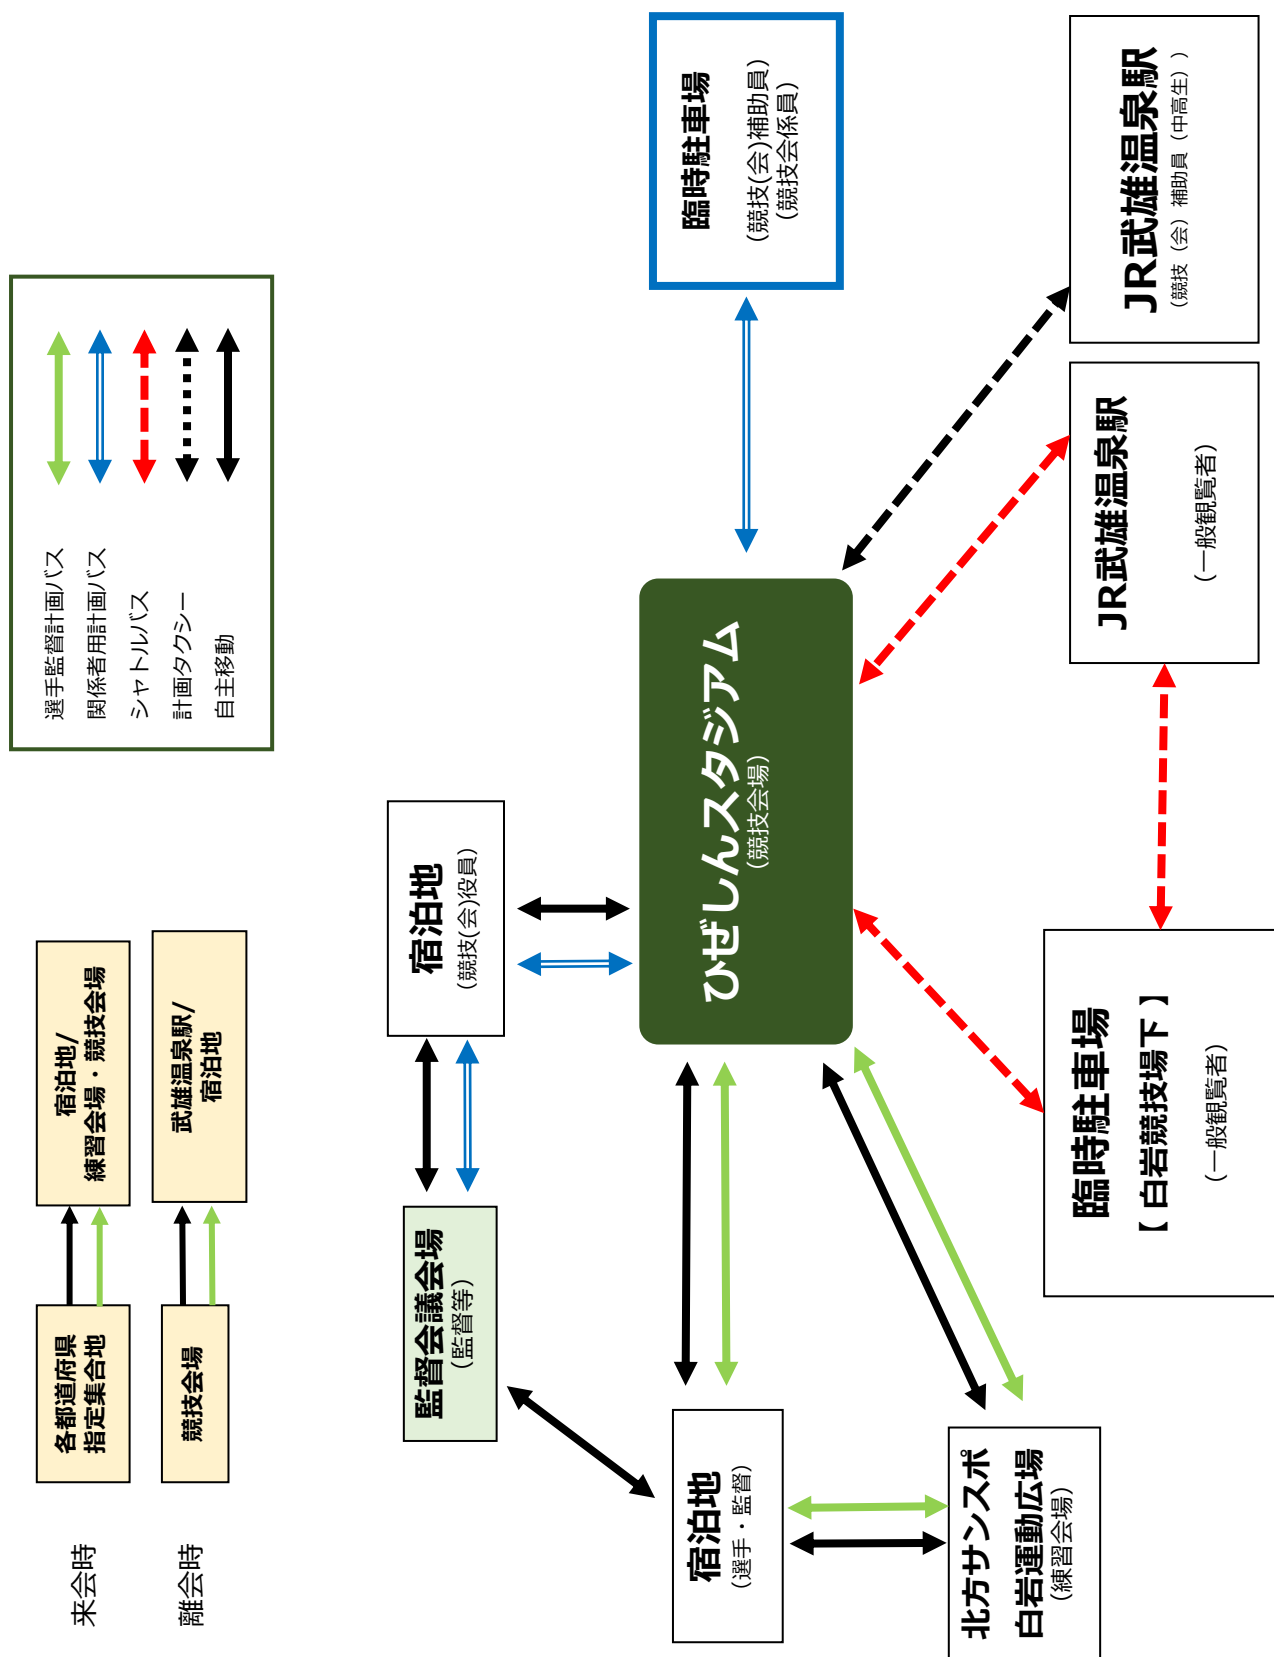 来会時
各都道府県
指定集合地
宿泊地/
練習会場・競技会場
離会時
競技会場
武雄温泉駅/
宿泊地
選手監督計画バス
関係者用計画バス
シャトルバス
計画タクシー
自主移動
監督会議会場
（監督等）
宿泊地
（競技(会)役員）
宿泊地
（選手・監督）
ひぜしんスタジアム
（競技会場）
臨時駐車場
（競技(会)補助員）
（競技会係員）
北方サンスポ
白岩運動広場
（練習会場）
臨時駐車場
【 白岩競技場下 】
（一般観覧者）
JR武雄温泉駅
（一般観覧者）
JR武雄温泉駅
（競技（会）補助員（中高生））